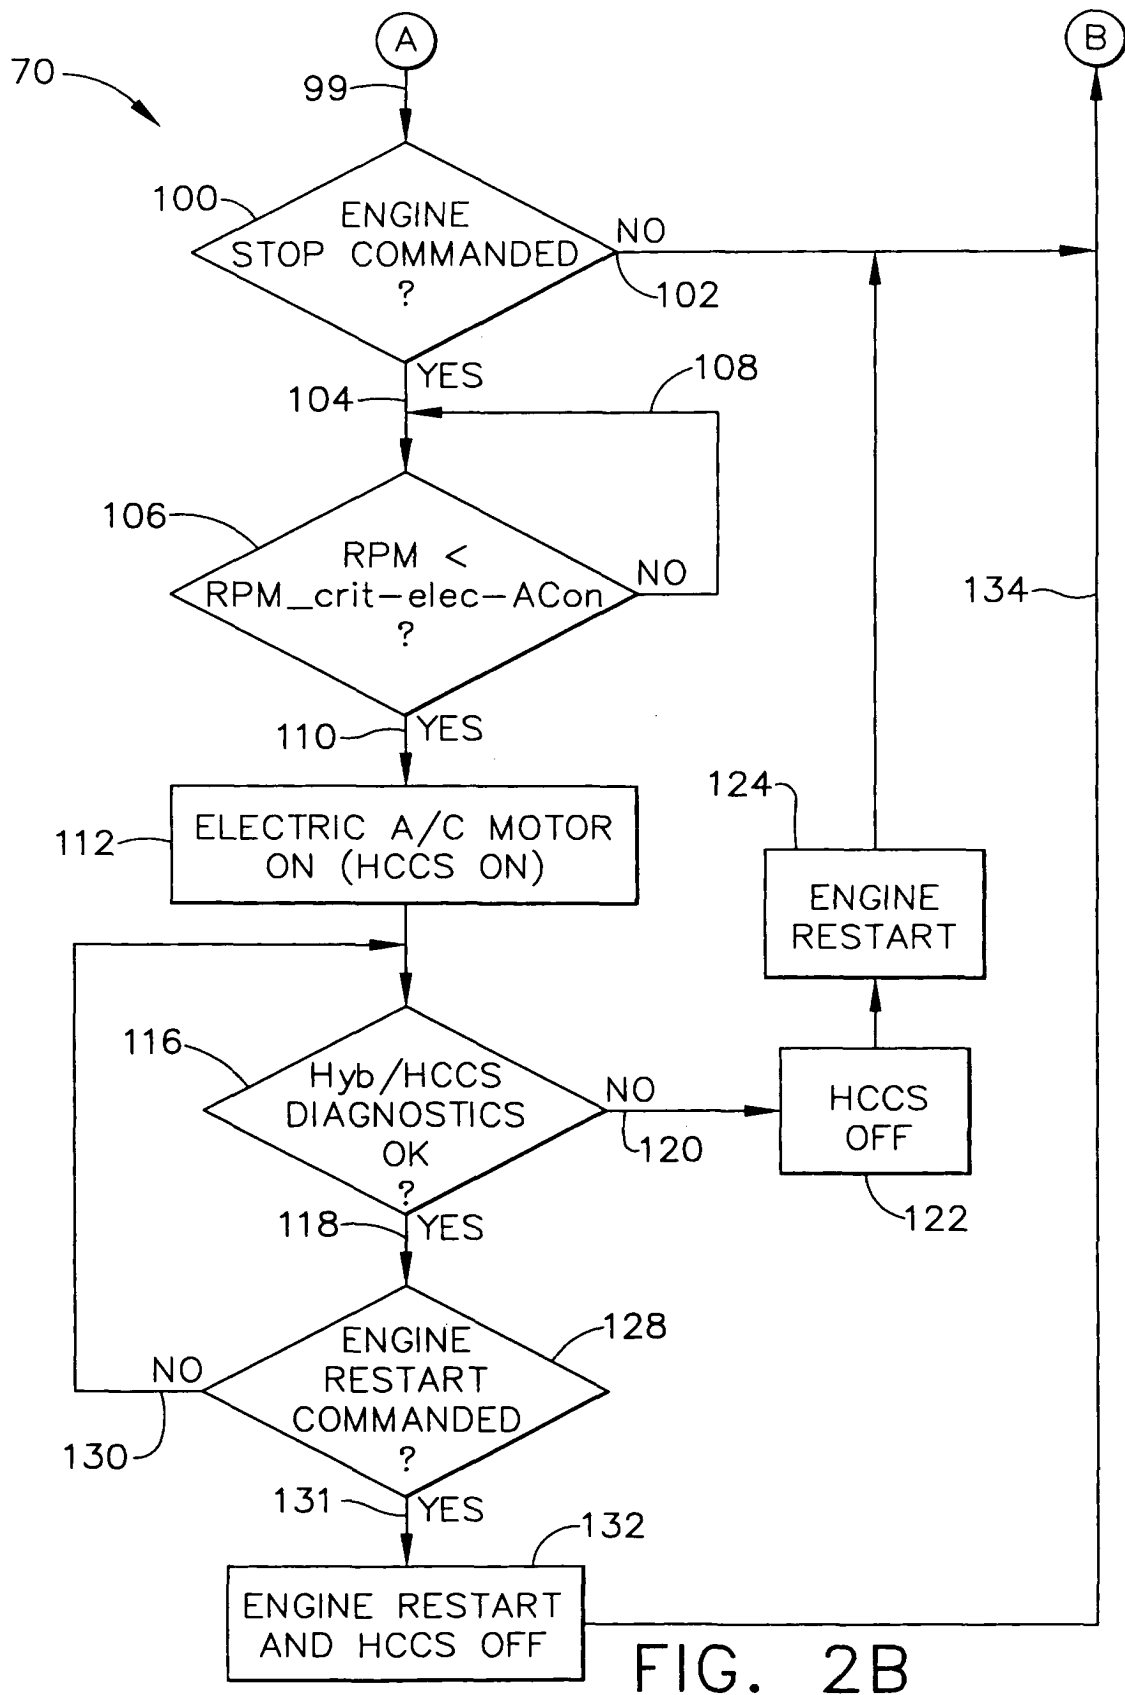 A
B
70
99
100
ENGINE
STOP COMMANDED
?
NO
102
YES
104
108
106
RPM <
RPM_crit-elec-ACon
?
NO
134
110
YES
124
112
ELECTRIC A/C MOTOR
ON (HCCS ON)
ENGINE
RESTART
116
Hyb/HCCS
DIAGNOSTICS
OK
?
NO
120
HCCS
OFF
122
118
YES
128
ENGINE
RESTART
COMMANDED
?
NO
130
131
YES
132
ENGINE RESTART
AND HCCS OFF
FIG. 2B